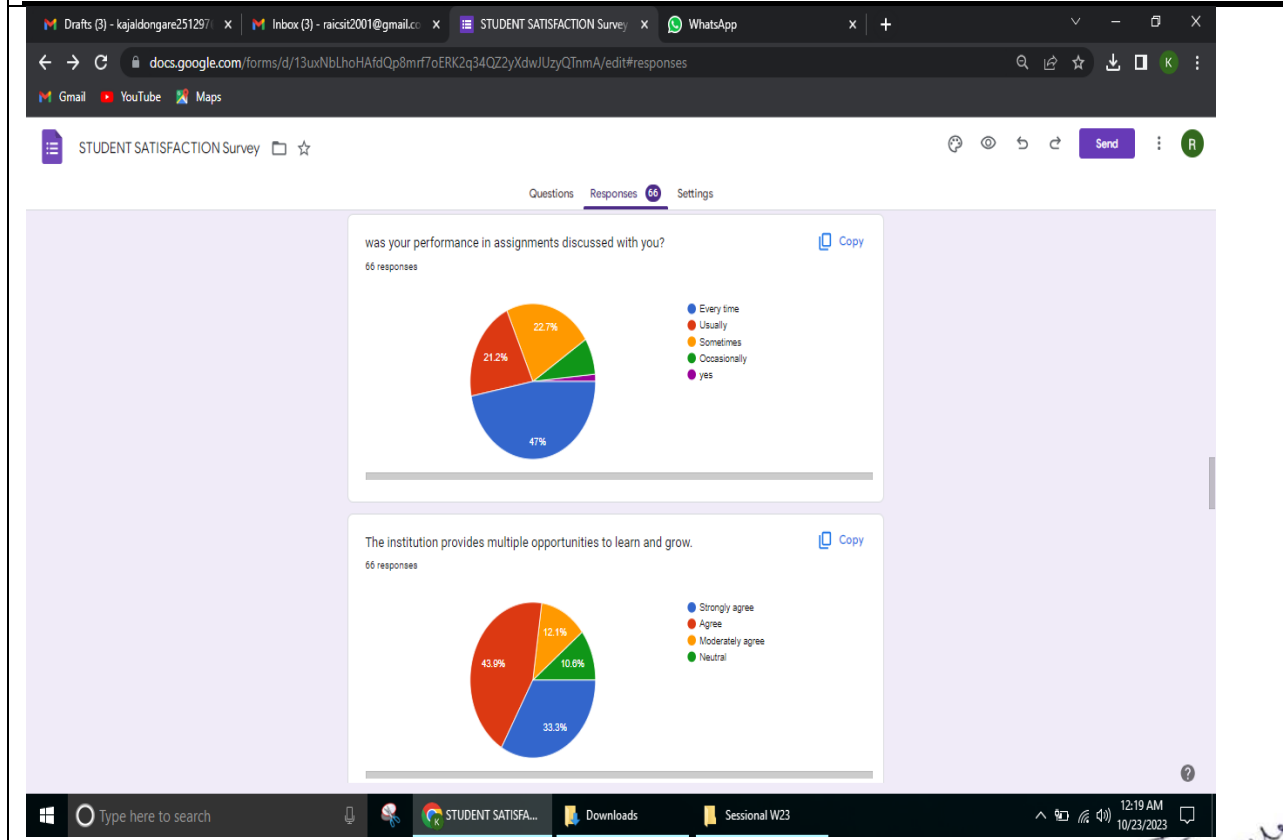 Drafts (3) - kajaldongare251297
Inbox (3) - raicsit2001@gmail.co
STUDENT SATISFACTION Survey
WhatsApp
docs.google.com/forms/d/13uxNbLhoHAfdQp8mrf7oERK2q34QZ2yXdwJUzyQTnmA/edit#responses
K
Gmail YouTube Maps
STUDENT SATISFACTION Survey
Send
R
Questions Responses 66 Settings
was your performance in assignments discussed with you?
Copy
66 responses
Every time
Usually
Sometimes
Occasionally
yes
22.7%
21.2%
47%
The institution provides multiple opportunities to learn and grow.
Copy
66 responses
Strongly agree
Agree
Moderately agree
Neutral
12.1%
43.9%
10.6%
33.3%
Type here to search
STUDENT SATISFA...
Downloads
Sessional W23
12:19 AM
10/23/2023